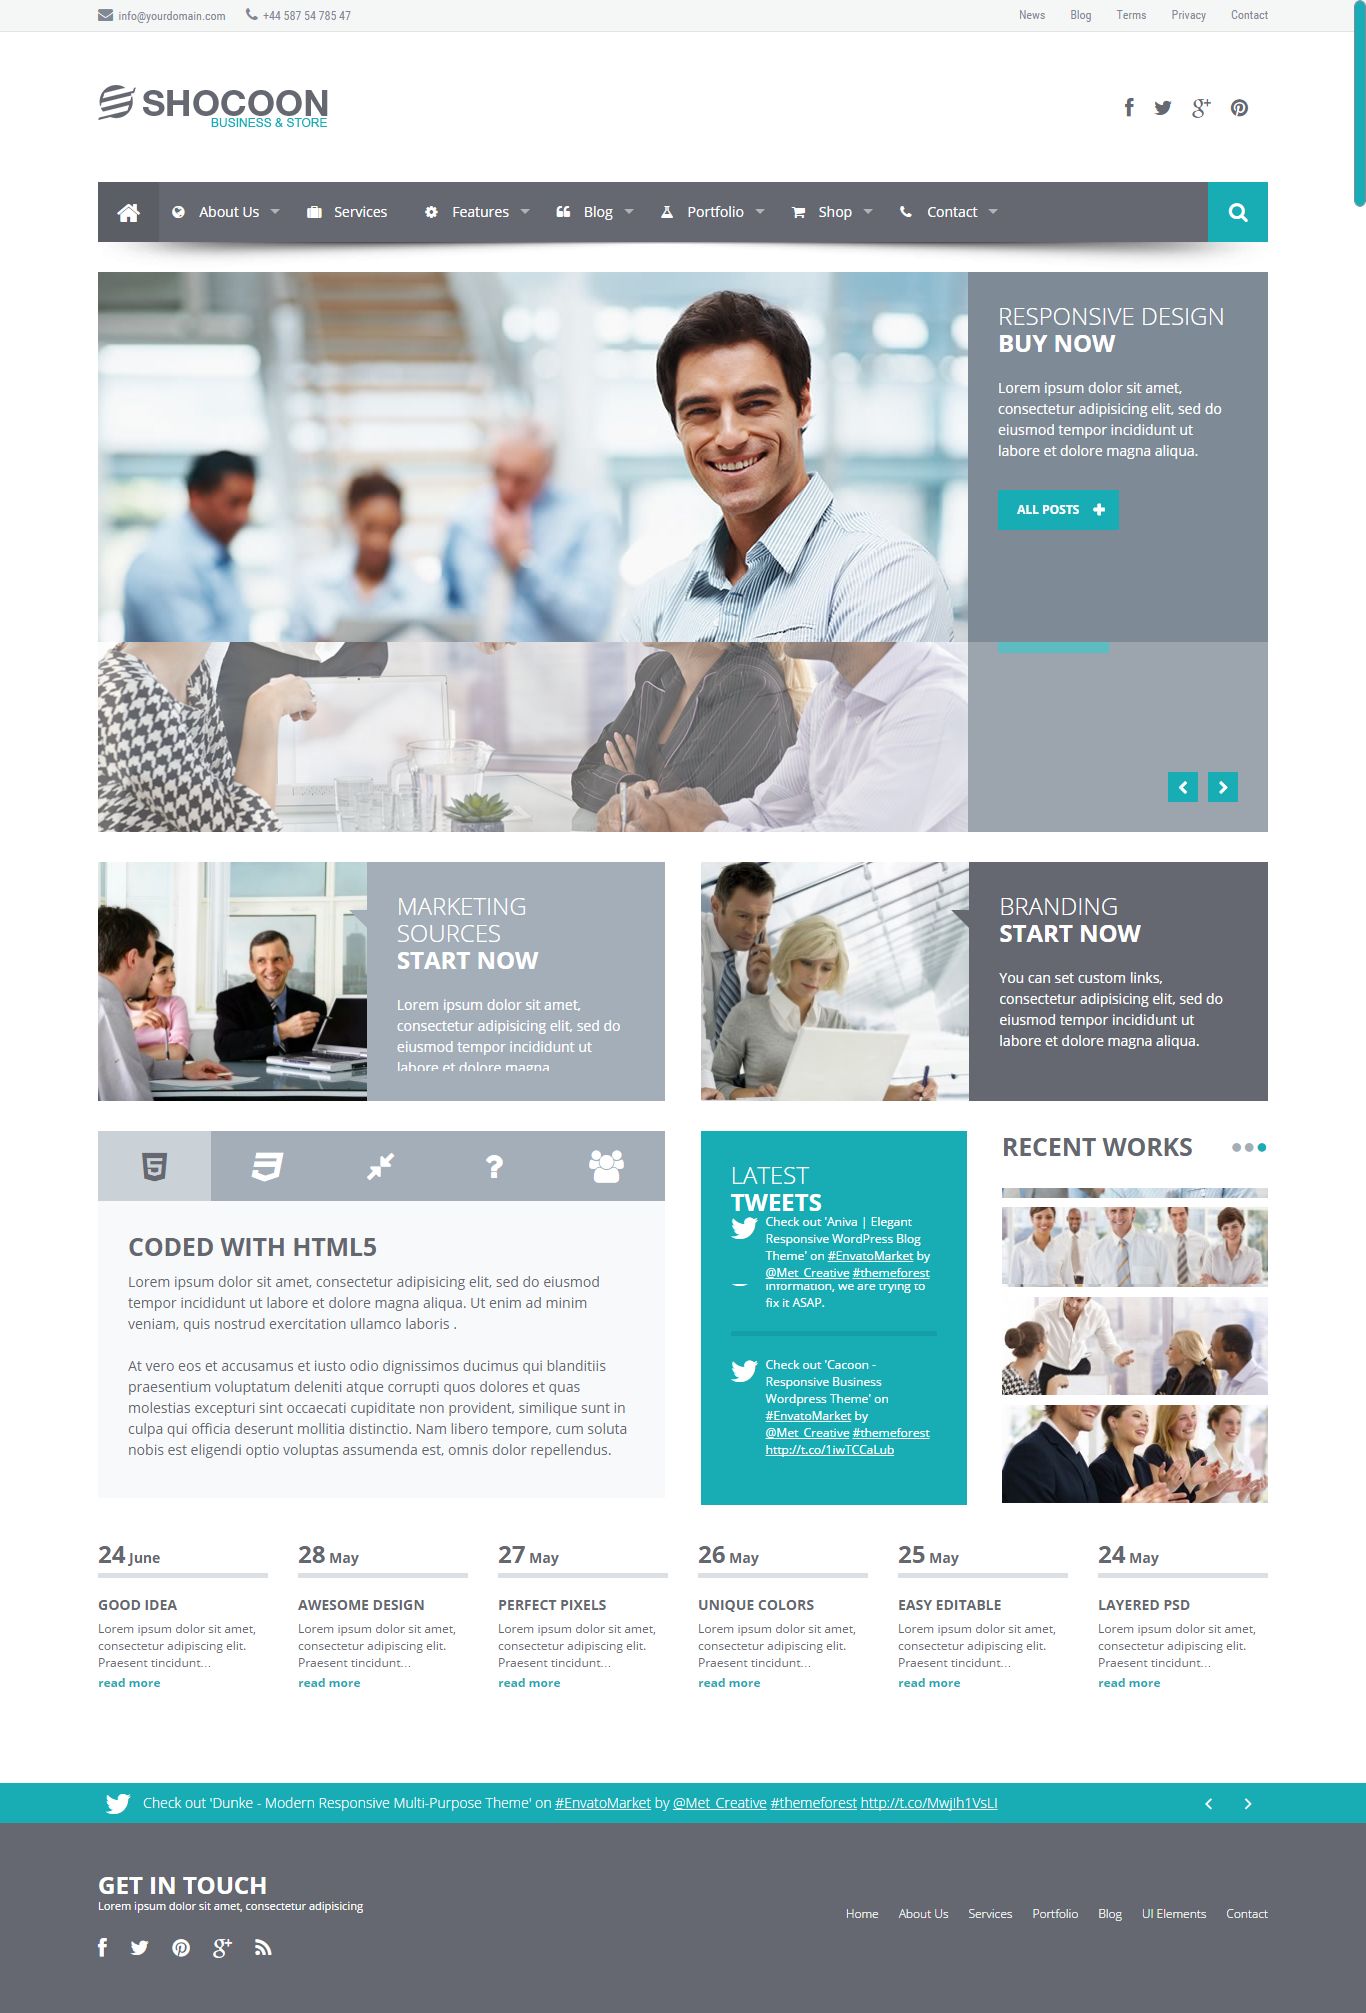 info@yourdomain.com +44 587 54 785 47
News Blog Terms Privacy Contact
SHOCOON
BUSINESS & STORE
About Us Services Features Blog Portfolio Shop Contact
RESPONSIVE DESIGN
BUY NOW
Lorem ipsum dolor sit amet,
consectetur adipisicing elit, sed do
eiusmod tempor incididunt ut
labore et dolore magna aliqua.
ALL POSTS
MARKETING
SOURCES
START NOW
Lorem ipsum dolor sit amet,
consectetur adipisicing elit, sed do
eiusmod tempor incididunt ut
labore et dolore magna
BRANDING
START NOW
You can set custom links,
consectetur adipisicing elit, sed do
eiusmod tempor incididunt ut
labore et dolore magna aliqua.
CODED WITH HTML5
Lorem ipsum dolor sit amet, consectetur adipisicing elit, sed do eiusmod
tempor incididunt ut labore et dolore magna aliqua. Ut enim ad minim
veniam, quis nostrud exercitation ullamco laboris .
At vero eos et accusamus et iusto odio dignissimos ducimus qui blanditiis
praesentium voluptatum deleniti atque corrupti quos dolores et quas
molestias excepturi sint occaecati cupiditate non provident, similique sunt in
culpa qui officia deserunt mollitia distinctio. Nam libero tempore, cum soluta
nobis est eligendi optio voluptas assumenda est, omnis dolor repellendus.
LATEST
TWEETS
Check out 'Aniva | Elegant
Responsive WordPress Blog
Theme' on #EnvatoMarket by
@Met_Creative #themeforest
information, we are trying to
fix it ASAP.
Check out 'Cacoon -
Responsive Business
Wordpress Theme' on
#EnvatoMarket by
@Met_Creative #themeforest
http://t.co/1iwTCCaLub
RECENT WORKS
24 June
GOOD IDEA
Lorem ipsum dolor sit amet,
consectetur adipiscing elit.
Praesent tincidunt...
read more
28 May
AWESOME DESIGN
Lorem ipsum dolor sit amet,
consectetur adipiscing elit.
Praesent tincidunt...
read more
27 May
PERFECT PIXELS
Lorem ipsum dolor sit amet,
consectetur adipiscing elit.
Praesent tincidunt...
read more
26 May
UNIQUE COLORS
Lorem ipsum dolor sit amet,
consectetur adipiscing elit.
Praesent tincidunt...
read more
25 May
EASY EDITABLE
Lorem ipsum dolor sit amet,
consectetur adipiscing elit.
Praesent tincidunt...
read more
24 May
LAYERED PSD
Lorem ipsum dolor sit amet,
consectetur adipiscing elit.
Praesent tincidunt...
read more
Check out 'Dunke - Modern Responsive Multi-Purpose Theme' on #EnvatoMarket by @Met_Creative #themeforest http://t.co/MwjIh1VsLI
GET IN TOUCH
Lorem ipsum dolor sit amet, consectetur adipisicing
Home About Us Services Portfolio Blog UI Elements Contact